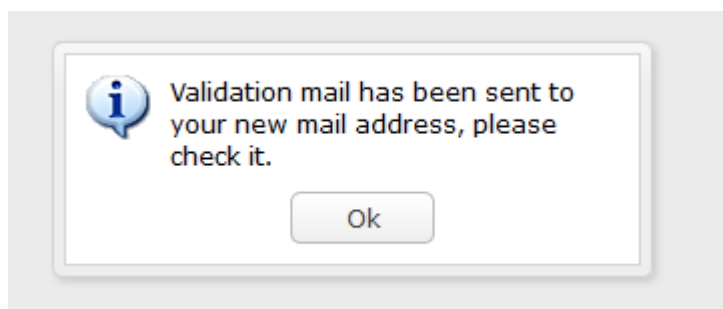 Validation mail has been sent to
your new mail address, please
check it.
Ok